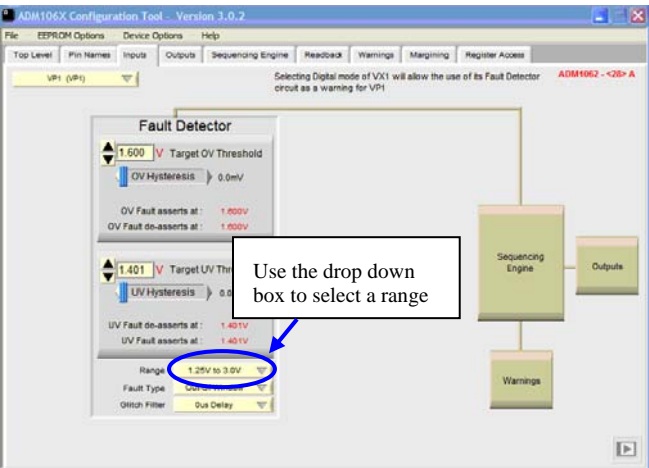 ADM106X Configuration Tool - Version 3.0.2
File EEPROM Options Device Options Help
Top Level Pin Names Inputs Outputs Sequencing Engine Readback Warnings Margining Register Access
VP1 (VP1)
Selecting Digital mode of VX1 will allow the use of its Fault Detector
circuit as a warning for VP1
ADM1062 - <28> A
Fault Detector
1.600 V Target OV Threshold
OV Hysteresis 0.0mV
OV Fault asserts at: 1.600V
OV Fault de-asserts at: 1.600V
1.401 V Target UV Thr
UV Hysteresis 0.0
UV Fault de-asserts at: 1.401V
UV Fault asserts at: 1.401V
Use the drop down
box to select a range
Range 1.25V to 3.0V
Fault Type Out of Window
Glitch Filter 0us Delay
Sequencing
Engine
Outputs
Warnings